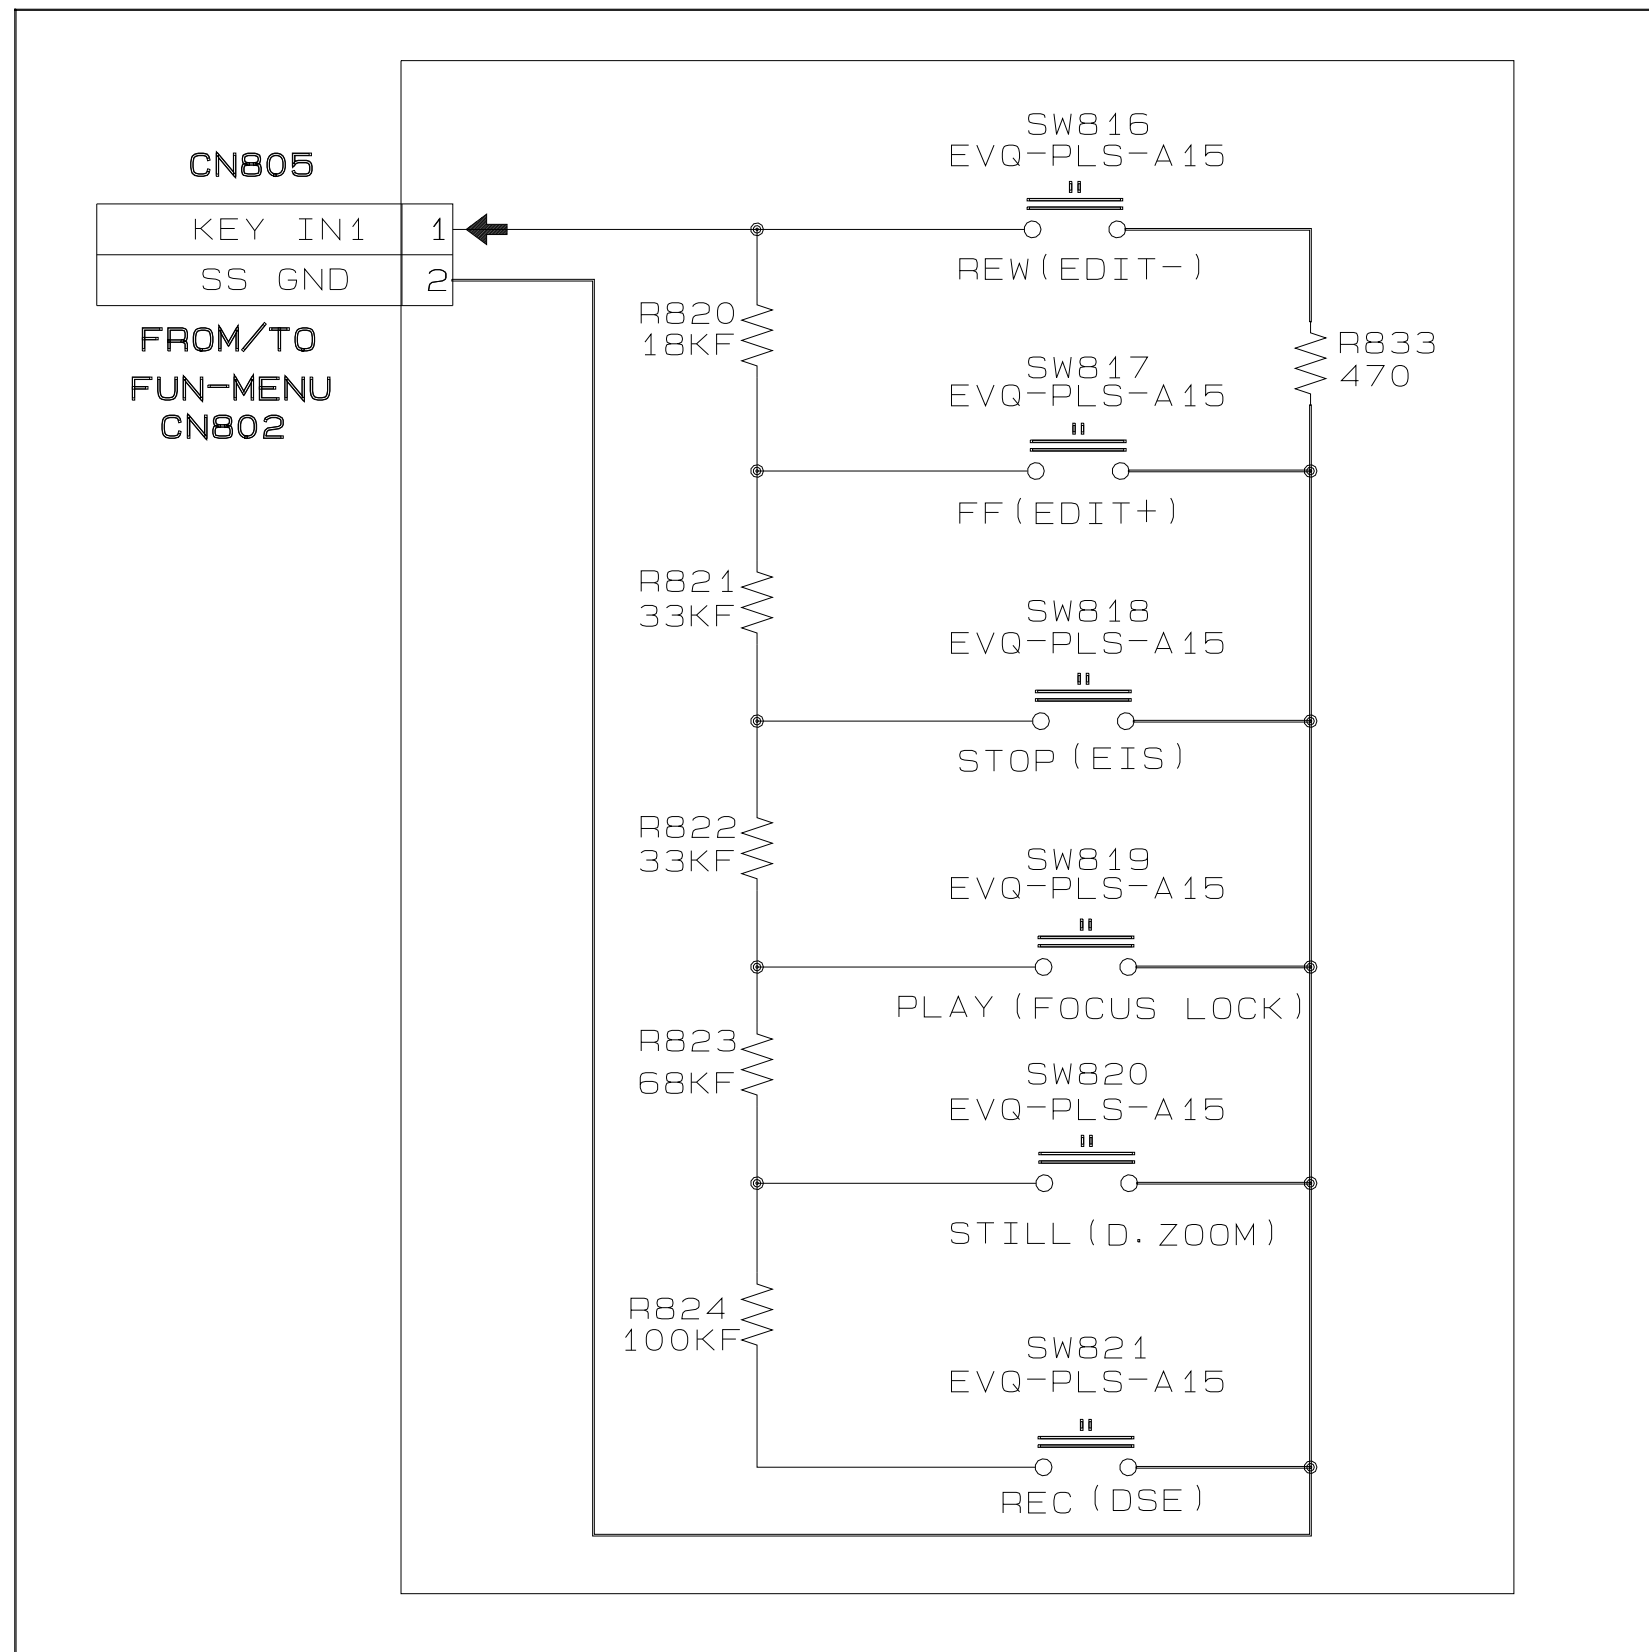 CN805
KEY IN1 1
SS GND 2
FROM/TO
FUN-MENU
CN802
SW816
EVQ-PLS-A15
REW(EDIT-)
R820
18KF
R833
470
SW817
EVQ-PLS-A15
FF(EDIT+)
R821
33KF
SW818
EVQ-PLS-A15
STOP(EIS)
R822
33KF
SW819
EVQ-PLS-A15
PLAY(FOCUS LOCK)
R823
68KF
SW820
EVQ-PLS-A15
STILL(D.ZOOM)
R824
100KF
SW821
EVQ-PLS-A15
REC(DSE)